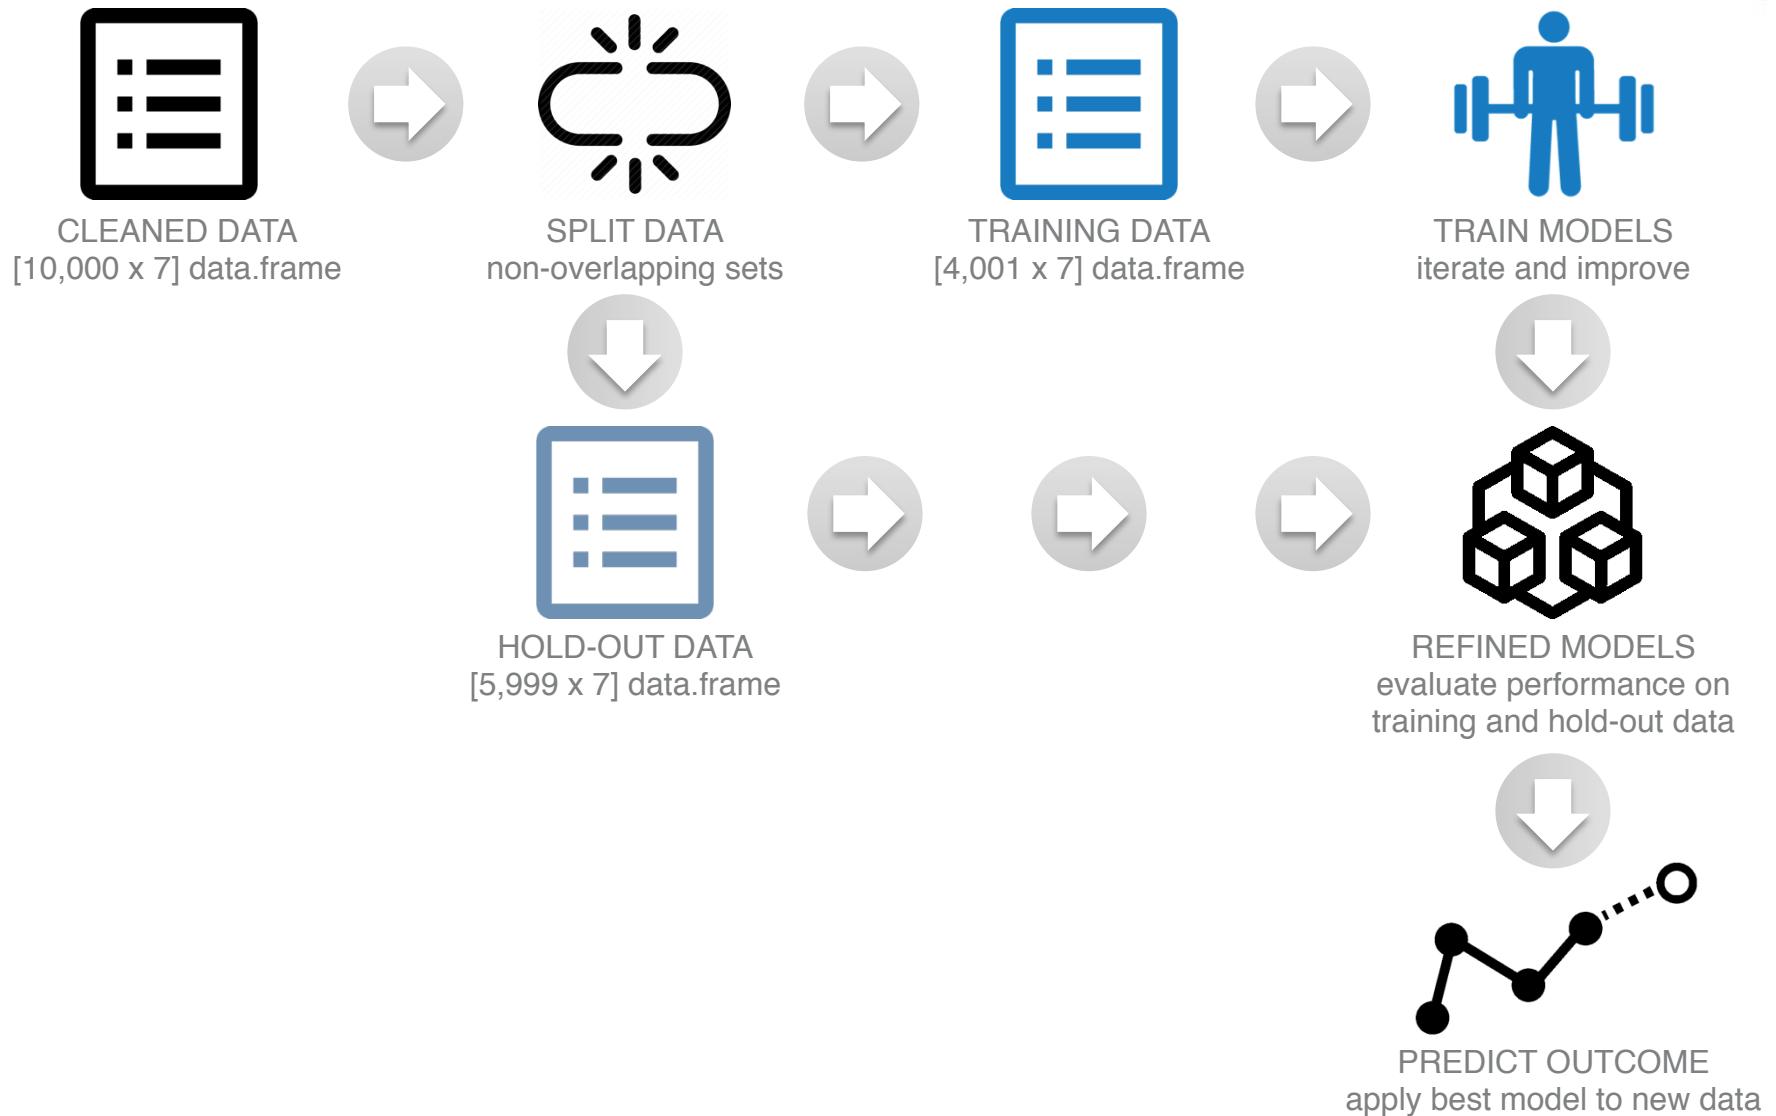 CLEANED DATA
[10,000 x 7] data.frame
SPLIT DATA
non-overlapping sets
TRAINING DATA
[4,001 x 7] data.frame
TRAIN MODELS
iterate and improve
HOLD-OUT DATA
[5,999 x 7] data.frame
REFINED MODELS
evaluate performance on
training and hold-out data
PREDICT OUTCOME
apply best model to new data